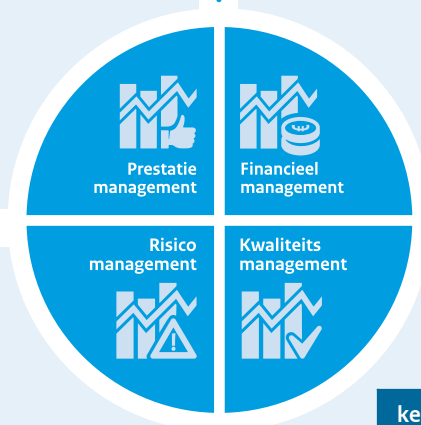 Prestatie
management
Financieel
management
Risico
management
Kwaliteits
management
ke